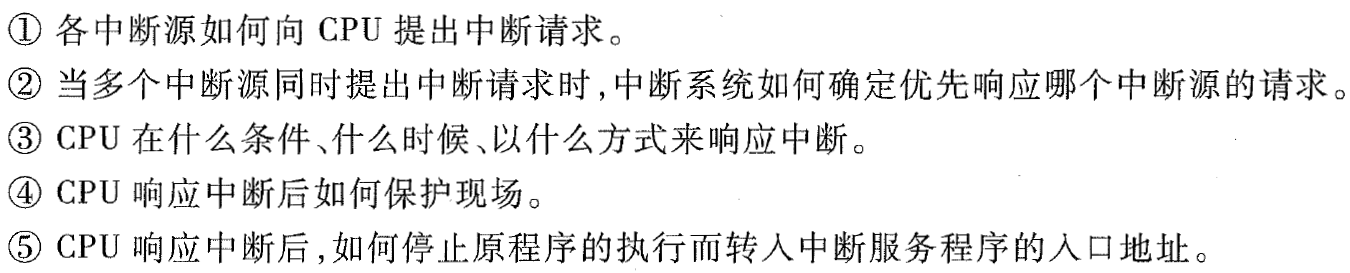 ① 各中断源如何向 CPU 提出中断请求。
② 当多个中断源同时提出中断请求时,中断系统如何确定优先响应哪个中断源的请求。
③ CPU 在什么条件、什么时候、以什么方式来响应中断。
④ CPU 响应中断后如何保护现场。
⑤ CPU 响应中断后,如何停止原程序的执行而转入中断服务程序的入口地址。